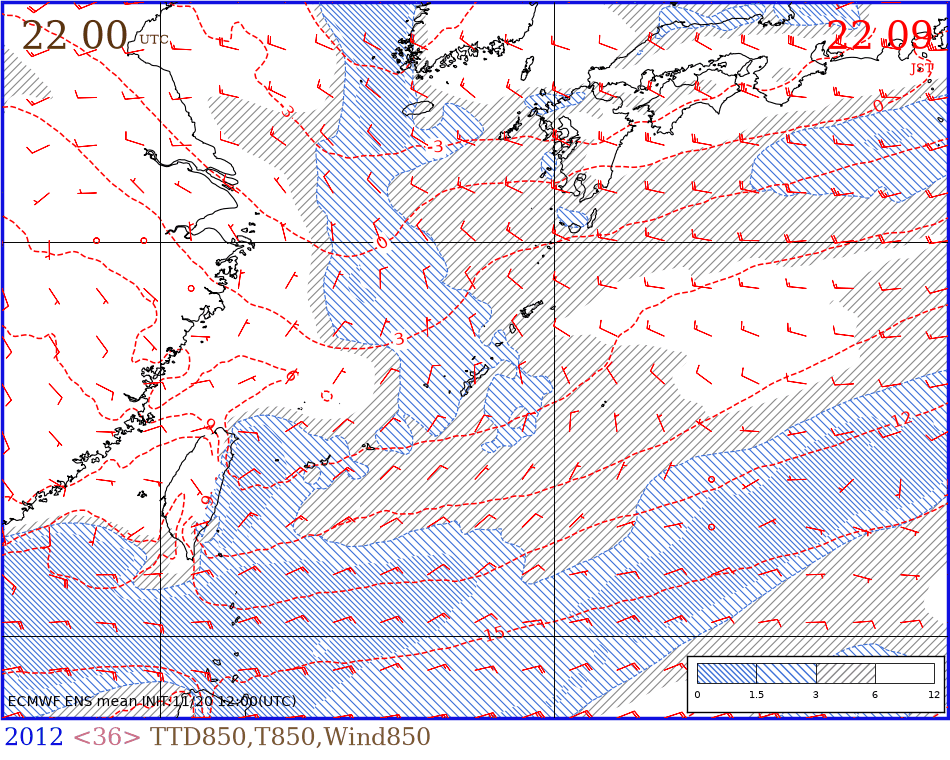 22 00 UTC
22 09 JST
-3
-3
0
0
3
12
15
0 1.5 3 6 12
ECMWF ENS mean INIT:11/20 12:00(UTC)
2012 <36> TTD850,T850,Wind850